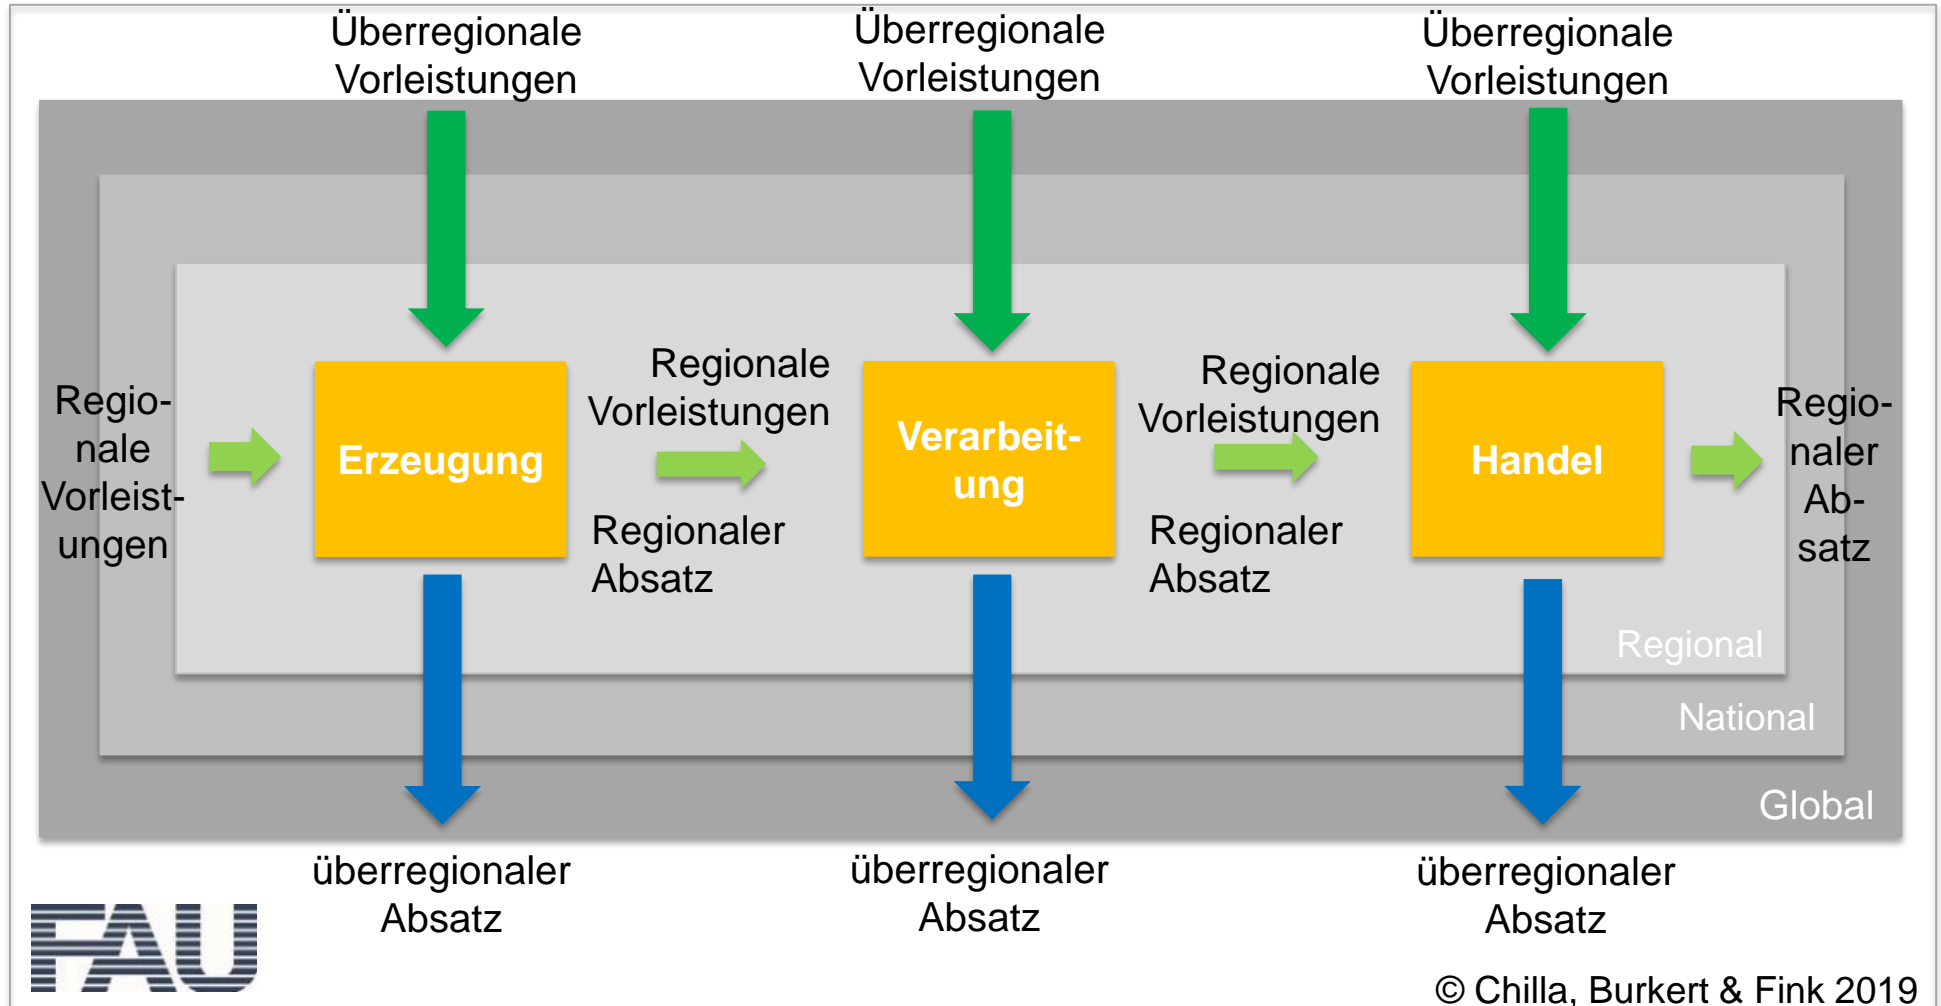 Überregionale
Vorleistungen
Überregionale
Vorleistungen
Überregionale
Vorleistungen
Regio-
nale
Vorleist-
ungen
Erzeugung
Regionale
Vorleistungen
Regionaler
Absatz
Verarbeit-
ung
Regionale
Vorleistungen
Regionaler
Absatz
Handel
Regio-
naler
Ab-
satz
Regional
National
Global
überregionaler
Absatz
überregionaler
Absatz
überregionaler
Absatz
FAU
© Chilla, Burkert & Fink 2019